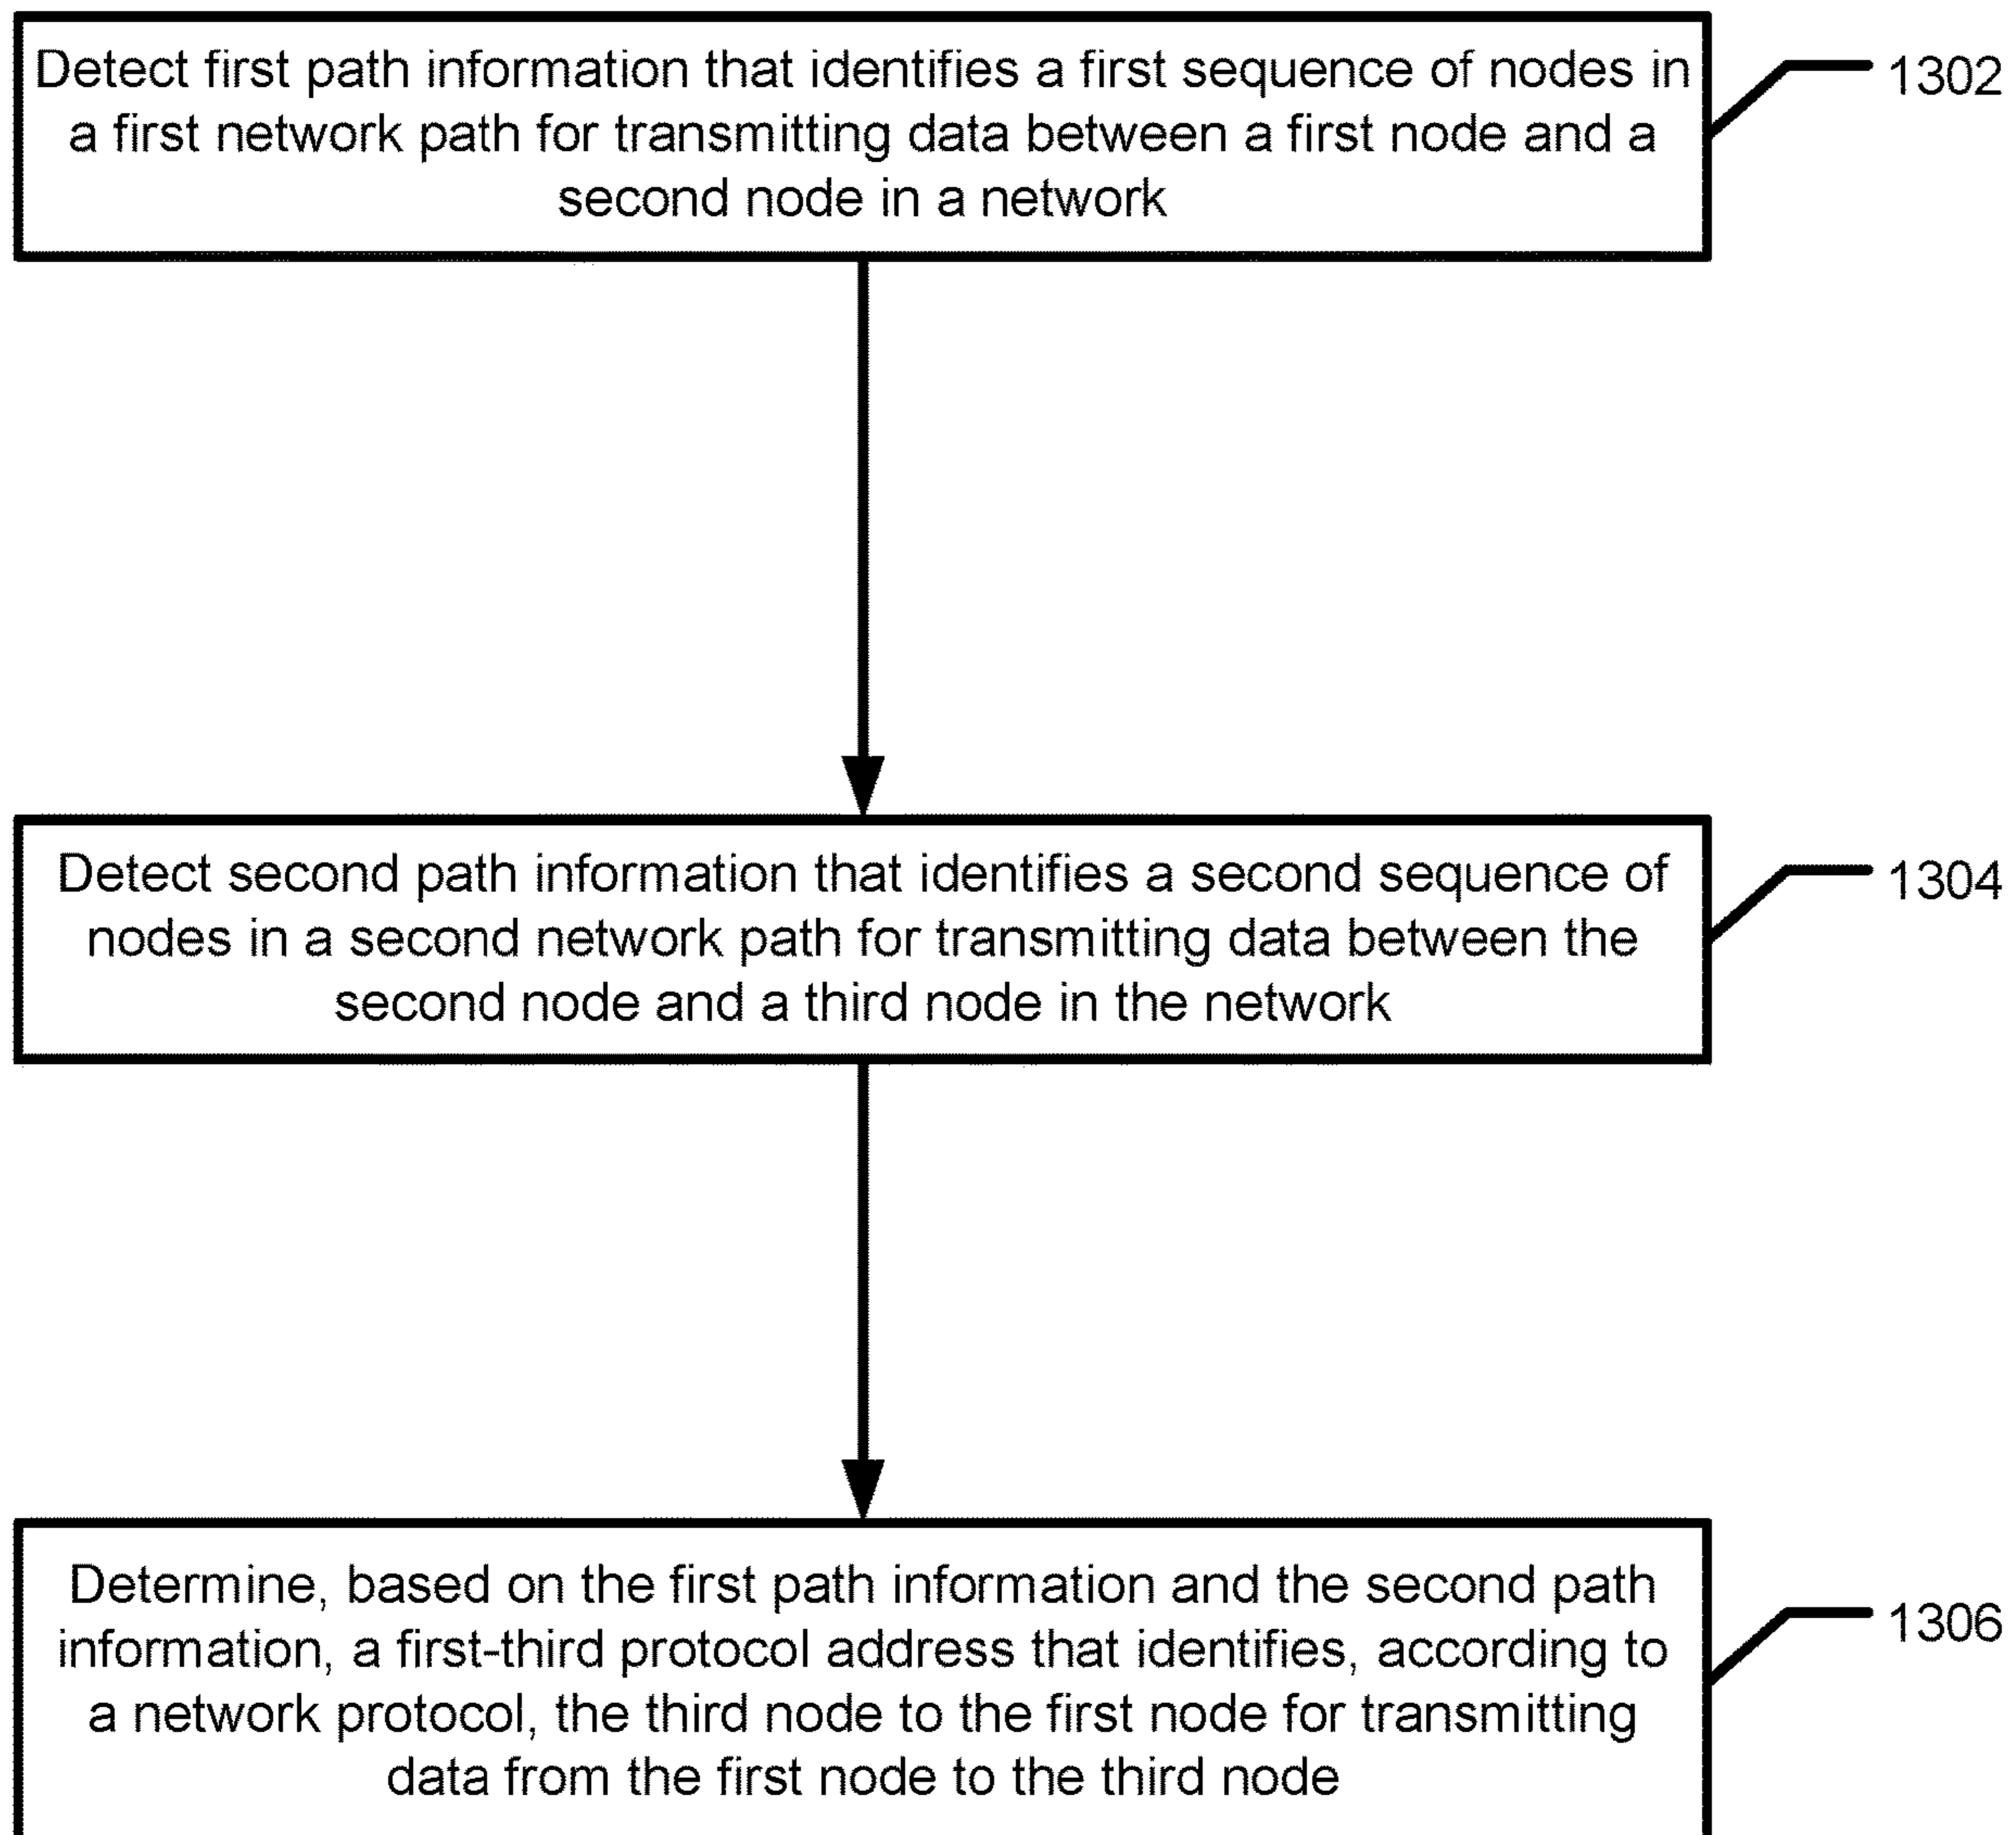 Detect first path information that identifies a first sequence of nodes in
a first network path for transmitting data between a first node and a
second node in a network
1302
Detect second path information that identifies a second sequence of
nodes in a second network path for transmitting data between the
second node and a third node in the network
1304
Determine, based on the first path information and the second path
information, a first-third protocol address that identifies, according to
a network protocol, the third node to the first node for transmitting
data from the first node to the third node
1306